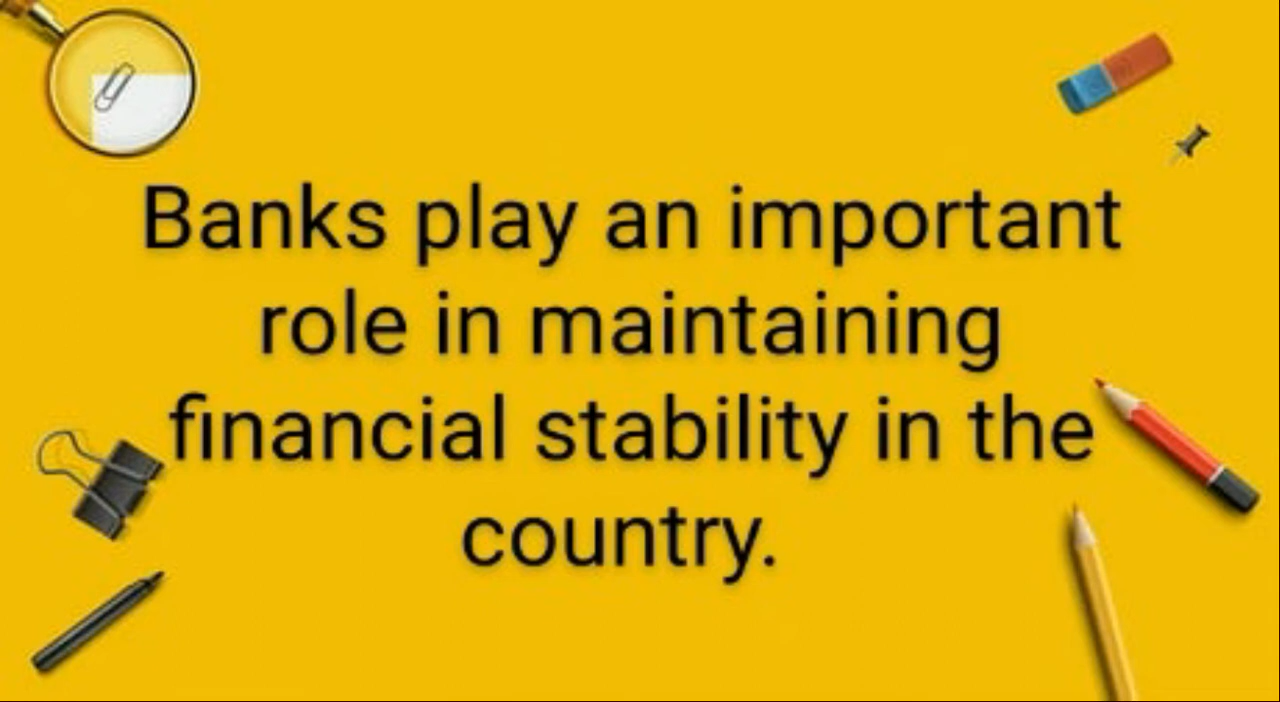 Banks play an important
role in maintaining
financial stability in the
country.